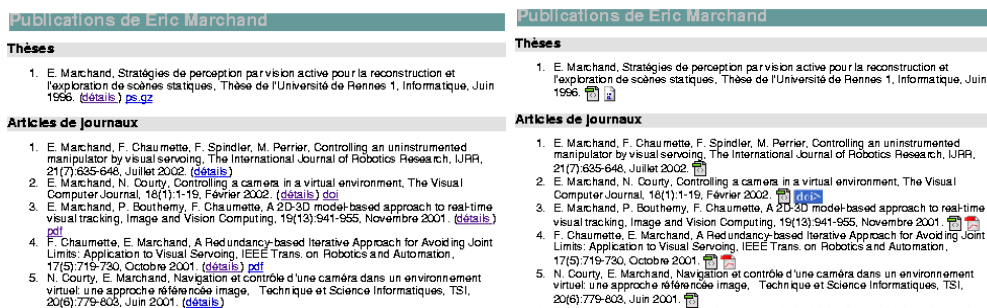 Publications de Eric Marchand
Thèses
1. E. Marchand, Stratégies de perception par vision active pour la reconstruction et
l'exploration de scènes statiques, Thèse de l'Université de Rennes 1, Informatique, Juin
1996. (détails ) ps.gz
Articles de journaux
1. E. Marchand, F. Chaumette, F. Spindler, M. Perrier, Controlling an uninstrumented
manipulator by visual servoing, The International Journal of Robotics Research, IJRR,
21(7):635-648, Juillet 2002. (détails )
2. E. Marchand, N. Courty, Controlling a camera in a virtual environment, The Visual
Computer Journal, 18(1):1-19, Février 2002. (détails ) doi
3. E. Marchand, P. Bouthemy, F. Chaumette, A 2D-3D model-based approach to real-time
visual tracking, Image and Vision Computing, 19(13):941-955, Novembre 2001. (détails )
pdf
4. F. Chaumette, E. Marchand, A Redundancy-based Iterative Approach for Avoiding Joint
Limits: Application to Visual Servoing, IEEE Trans. on Robotics and Automation,
17(5):719-730, Octobre 2001. (détails ) pdf
5. N. Courty, E. Marchand, Navigation et contrôle d'une caméra dans un environnement
virtuel: une approche référencée image, Technique et Science Informatiques, TSI,
20(6):779-803, Juin 2001. (détails )
Publications de Eric Marchand
Thèses
1. E. Marchand, Stratégies de perception par vision active pour la reconstruction et
l'exploration de scènes statiques, Thèse de l'Université de Rennes 1, Informatique, Juin
1996.
Articles de journaux
1. E. Marchand, F. Chaumette, F. Spindler, M. Perrier, Controlling an uninstrumented
manipulator by visual servoing, The International Journal of Robotics Research, IJRR,
21(7):635-648, Juillet 2002.
2. E. Marchand, N. Courty, Controlling a camera in a virtual environment, The Visual
Computer Journal, 18(1):1-19, Février 2002. doi>
3. E. Marchand, P. Bouthemy, F. Chaumette, A 2D-3D model-based approach to real-time
visual tracking, Image and Vision Computing, 19(13):941-955, Novembre 2001.
4. F. Chaumette, E. Marchand, A Redundancy-based Iterative Approach for Avoiding Joint
Limits: Application to Visual Servoing, IEEE Trans. on Robotics and Automation,
17(5):719-730, Octobre 2001.
5. N. Courty, E. Marchand, Navigation et contrôle d'une caméra dans un environnement
virtuel: une approche référencée image, Technique et Science Informatiques, TSI,
20(6):779-803, Juin 2001.